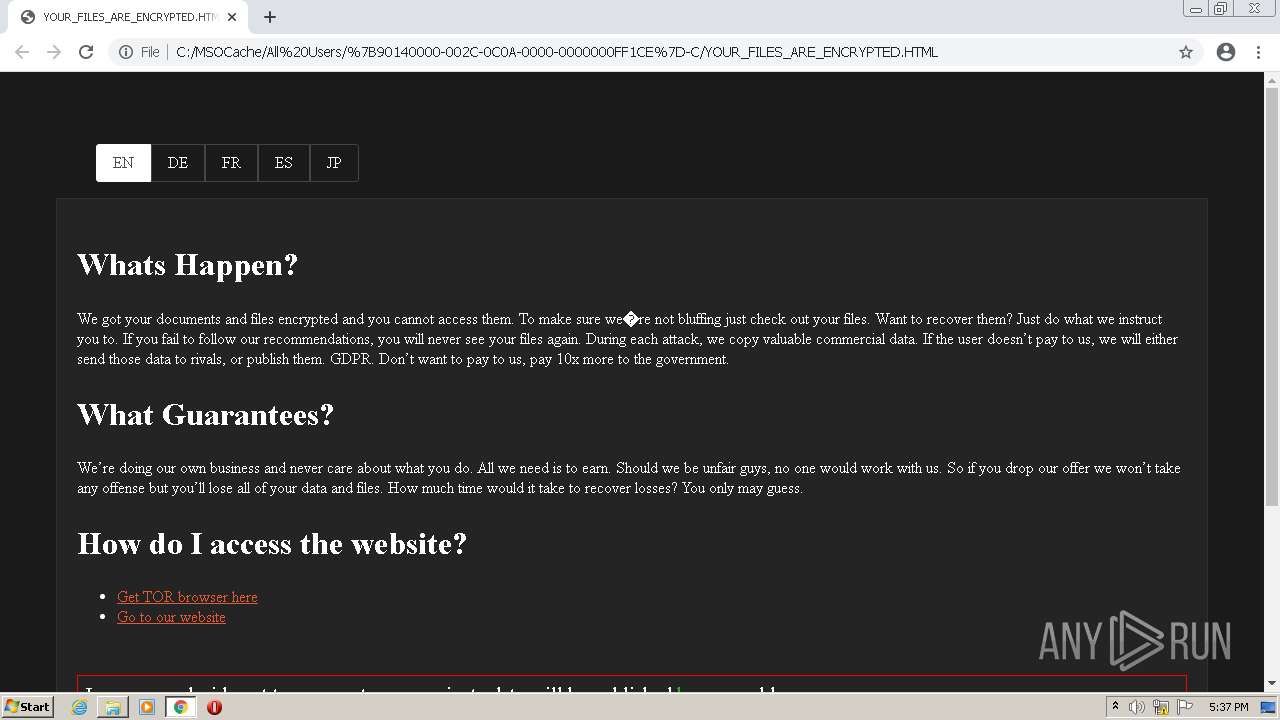 YOUR_FILES_ARE_ENCRYPTED.HTM
File
C:/MSOCache/All%20Users/%7B90140000-002C-0C0A-0000-0000000FF1CE%7D-C/YOUR_FILES_ARE_ENCRYPTED.HTML
EN DE FR ES JP
Whats Happen?
We got your documents and files encrypted and you cannot access them. To make sure we�re not bluffing just check out your files. Want to recover them? Just do what we instruct
you to. If you fail to follow our recommendations, you will never see your files again. During each attack, we copy valuable commercial data. If the user doesn’t pay to us, we will either
send those data to rivals, or publish them. GDPR. Don’t want to pay to us, pay 10x more to the government.
What Guarantees?
We’re doing our own business and never care about what you do. All we need is to earn. Should we be unfair guys, no one would work with us. So if you drop our offer we won’t take
any offense but you’ll lose all of your data and files. How much time would it take to recover losses? You only may guess.
How do I access the website?
Get TOR browser here
Go to our website
ANY RUN
Start
5:37 PM